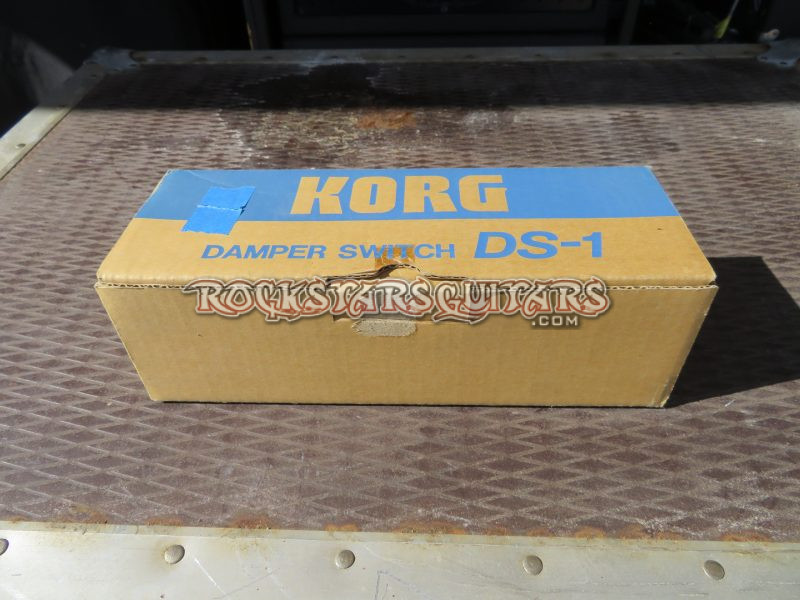 KORG
DAMPER SWITCH DS-1
ROCKSTARSGUITARS
.COM